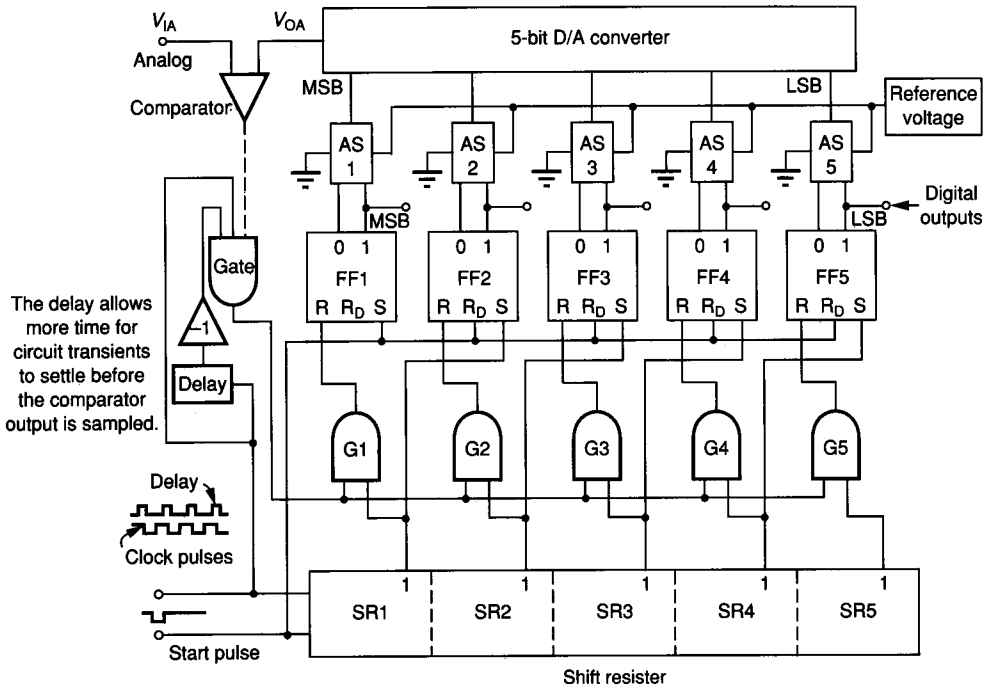 V_IA
V_OA
5-bit D/A converter
Analog
Comparator
MSB
LSB
Reference
voltage
AS
1
AS
2
AS
3
AS
4
AS
5
MSB
LSB
Digital
outputs
0 1
0 1
0 1
0 1
0 1
Gate
FF1
FF2
FF3
FF4
FF5
R R_D S
R R_D S
R R_D S
R R_D S
R R_D S
The delay allows
more time for
circuit transients
to settle before
the comparator
output is sampled.
–1
Delay
G1
G2
G3
G4
G5
Delay
Clock pulses
1
1
1
1
1
SR1
SR2
SR3
SR4
SR5
Start pulse
Shift resister